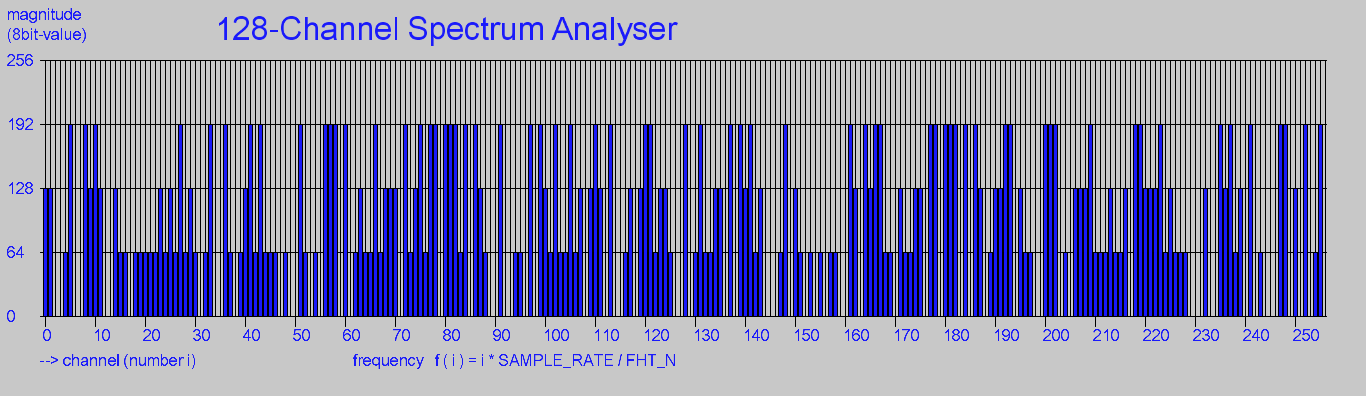 magnitude
(8bit-value)
128-Channel Spectrum Analyser
256
192
128
64
0
0 10 20 30 40 50 60 70 80 90 100 110 120 130 140 150 160 170 180 190 200 210 220 230 240 250
--> channel (number i)
frequency f ( i ) = i * SAMPLE_RATE / FHT_N